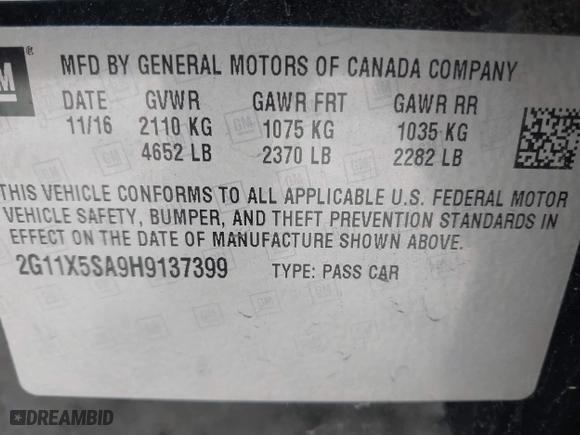 GM ®
MFD BY GENERAL MOTORS OF CANADA COMPANY
DATE GVWR GAWR FRT GAWR RR
11/16 2110 KG 1075 KG 1035 KG
4652 LB 2370 LB 2282 LB
THIS VEHICLE CONFORMS TO ALL APPLICABLE U.S. FEDERAL MOTOR
VEHICLE SAFETY, BUMPER, AND THEFT PREVENTION STANDARDS IN
EFFECT ON THE DATE OF MANUFACTURE SHOWN ABOVE.
2G11X5SA9H9137399 TYPE: PASS CAR
DREAMBID